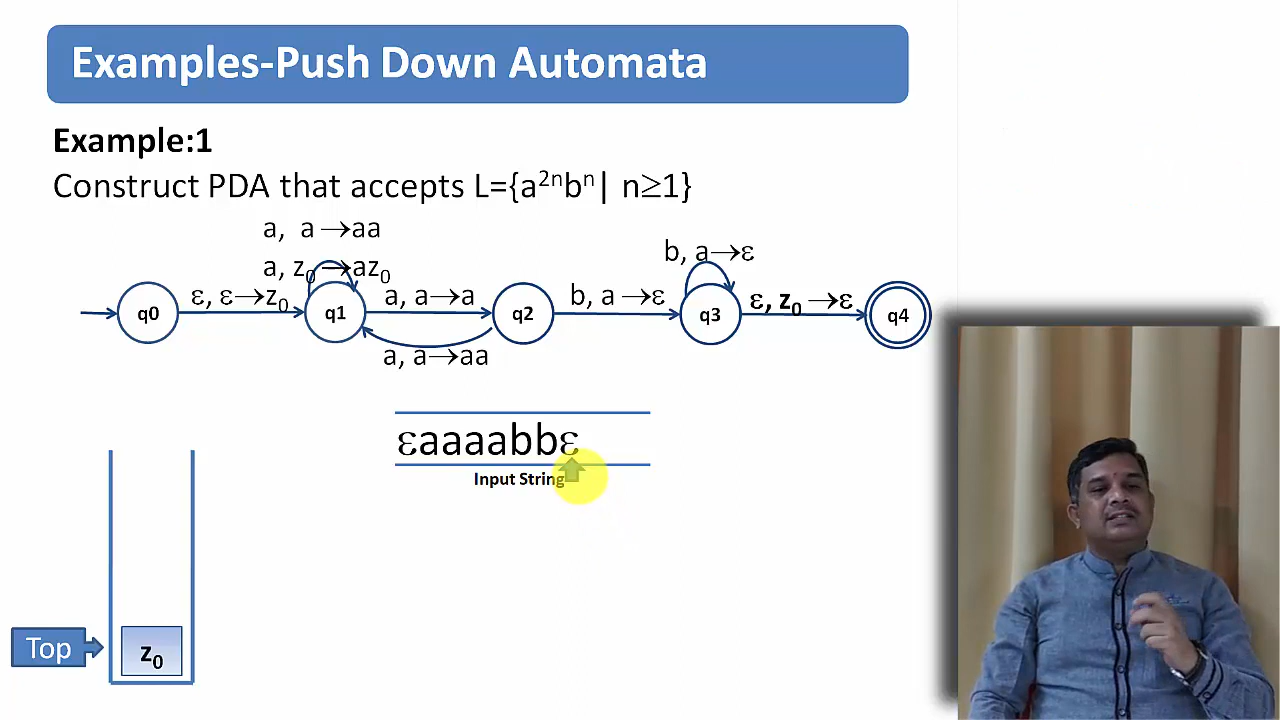 Examples-Push Down Automata
Example:1
Construct PDA that accepts L={a²ⁿbⁿ| n≥1}
a, a→aa
a, z₀→az₀
b, a→ε
q0
ε, ε→z₀
q1
a, a→a
q2
b, a→ε
q3
ε, z₀→ε
q4
a, a→aa
εaaaabbε
Input String
Top
z₀